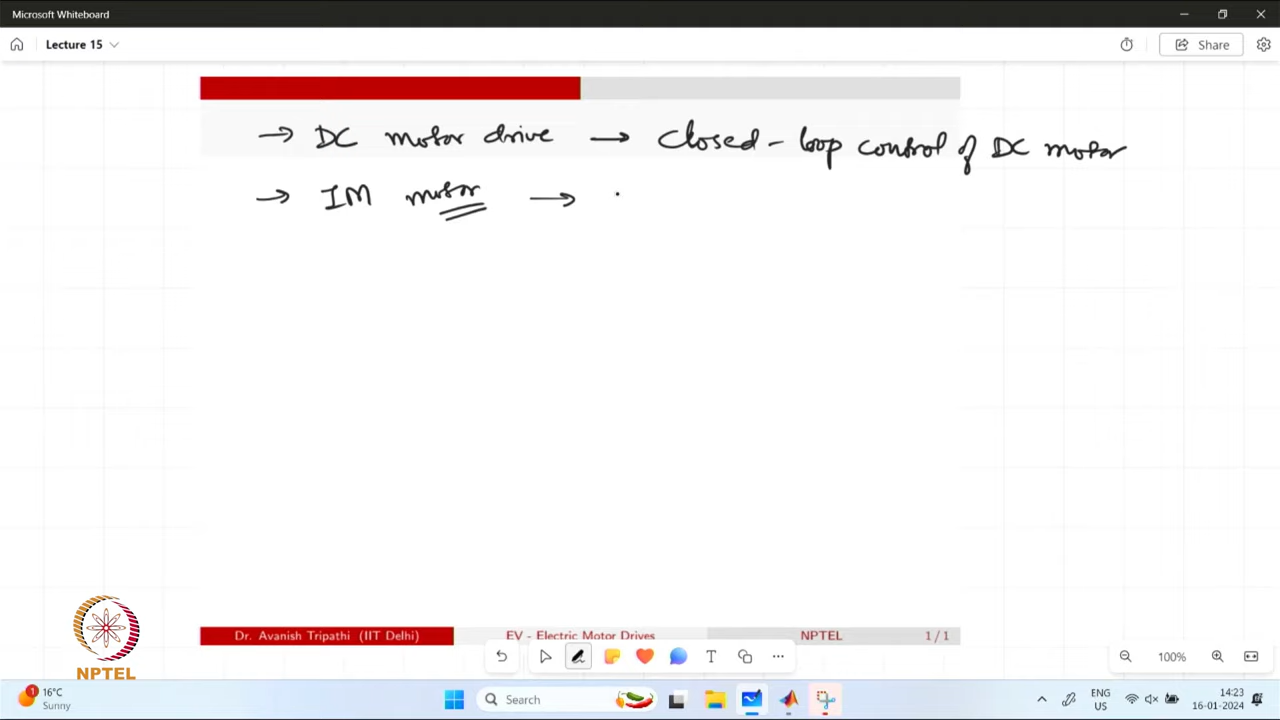 Microsoft Whiteboard
Lecture 15
Share
→ DC motor drive → Closed-loop control of DC motor
→ IM motor →
Dr. Avanish Tripathi (IIT Delhi) EV - Electric Motor Drives NPTEL 1 / 1
NPTEL
T
100%
1
16°C
Sunny
Search
ENG
US
14:23
16-01-2024